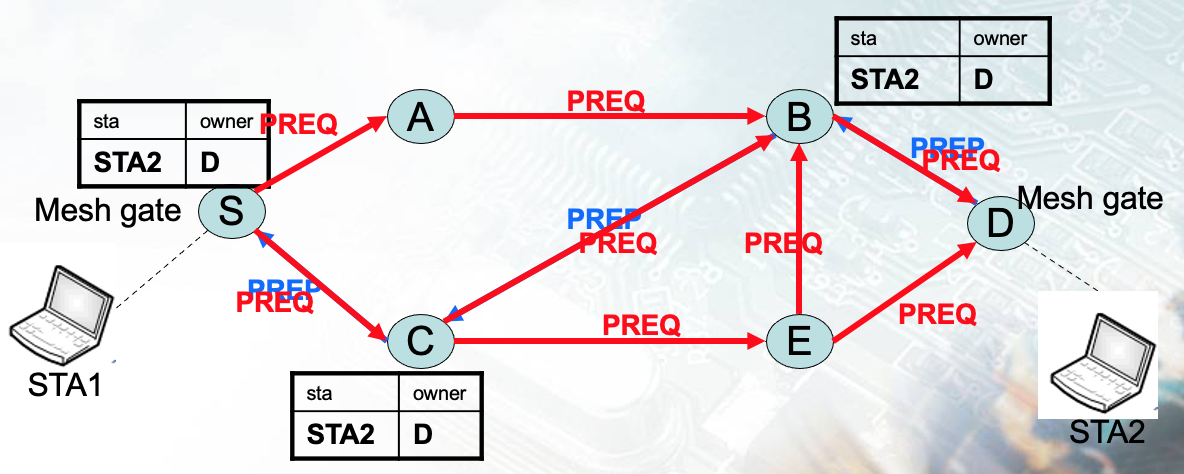 sta owner
STA2 D
sta owner
STA2 D
PREQ
A
PREQ
B
PREP
PREQ
Mesh gate
S
PREP
PREQ
PREQ
D
Mesh gate
PREP
PREQ
C
PREQ
E
PREQ
STA1
sta owner
STA2 D
STA2